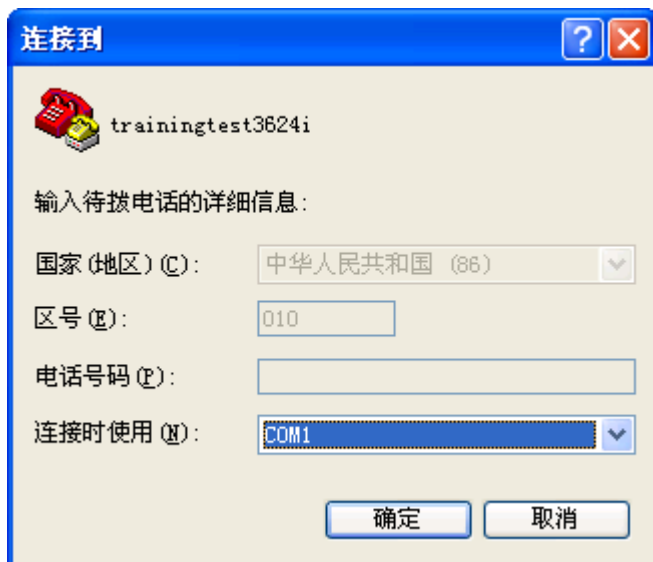 连接到
trainingtest3624i
输入待拨电话的详细信息:
国家(地区)(C): 中华人民共和国 (86)
区号(E): 010
电话号码(P):
连接时使用(N): COM1
确定 取消